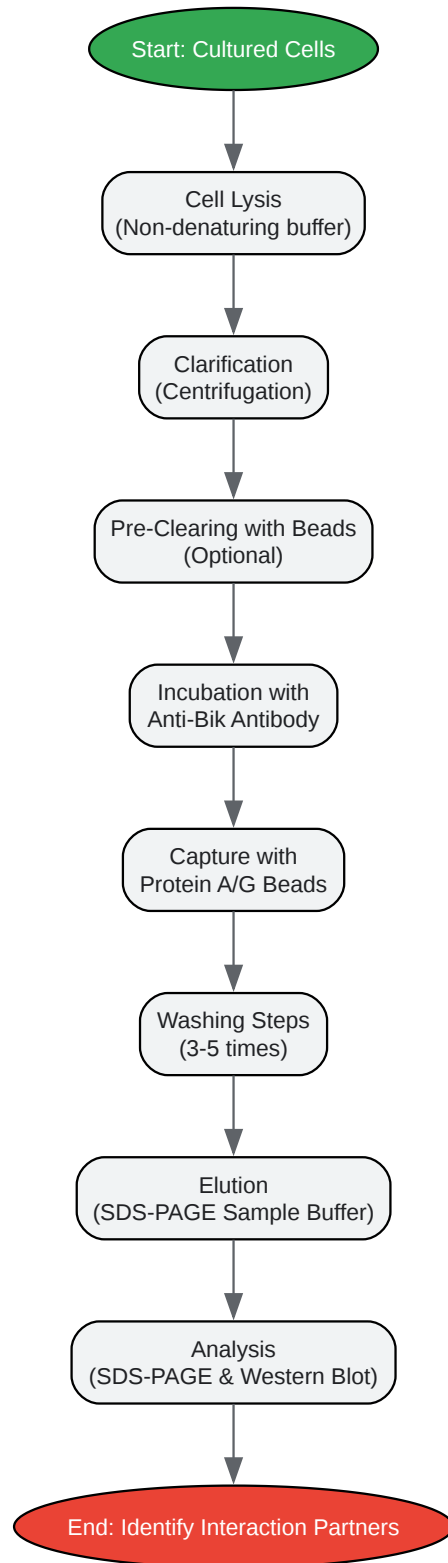 Start: Cultured Cells
Cell Lysis
(Non-denaturing buffer)
Clarification
(Centrifugation)
Pre-Clearing with Beads
(Optional)
Incubation with
Anti-Bik Antibody
Capture with
Protein A/G Beads
Washing Steps
(3-5 times)
Elution
(SDS-PAGE Sample Buffer)
Analysis
(SDS-PAGE & Western Blot)
End: Identify Interaction Partners